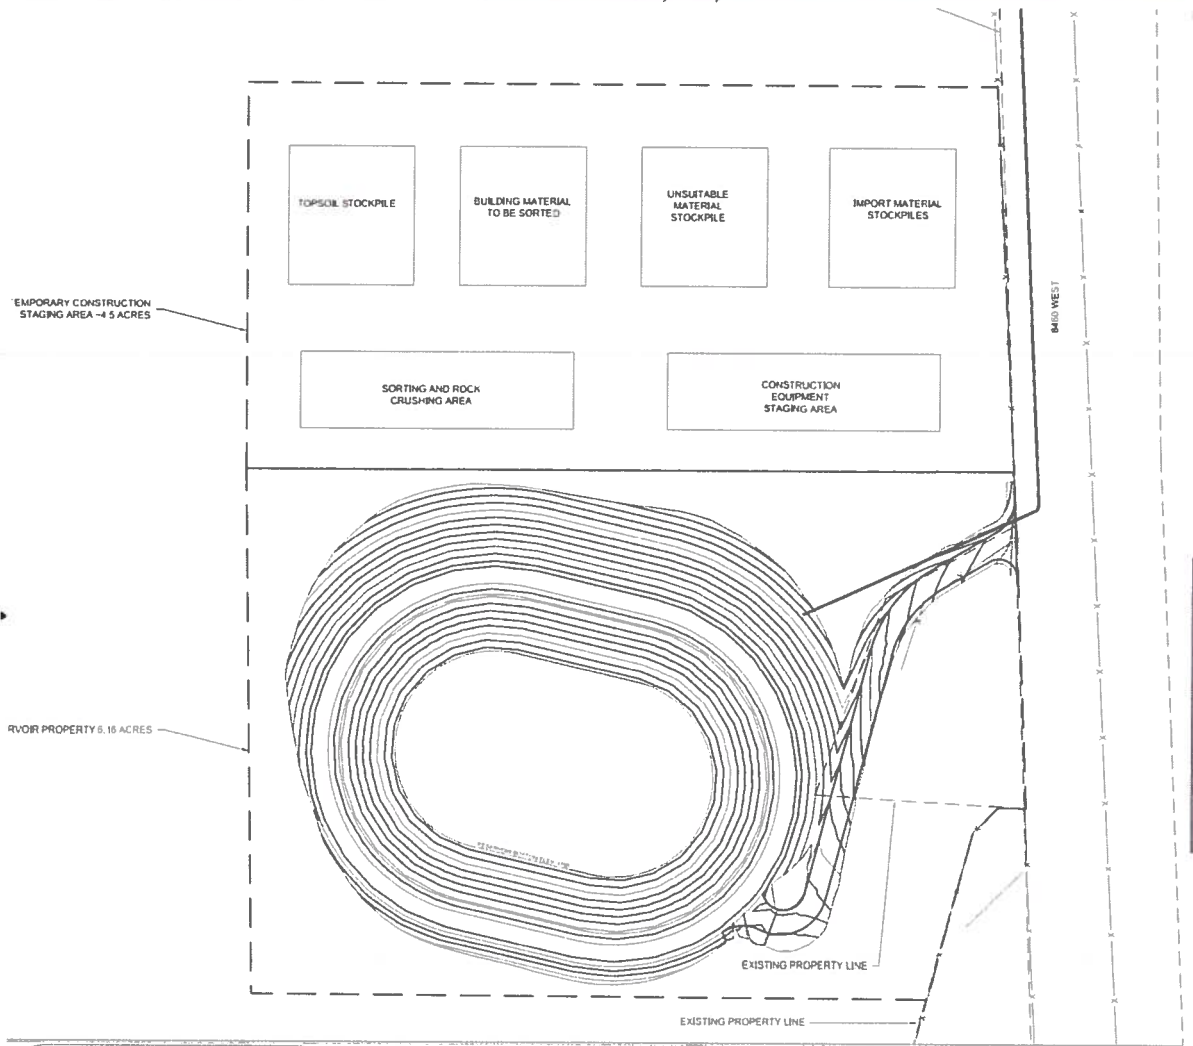 TOPSOIL STOCKPILE
BUILDING MATERIAL
TO BE SORTED
UNSUITABLE
MATERIAL
STOCKPILE
IMPORT MATERIAL
STOCKPILES
EMPORARY CONSTRUCTION
STAGING AREA ~4.5 ACRES
8460 WEST
SORTING AND ROCK
CRUSHING AREA
CONSTRUCTION
EQUIPMENT
STAGING AREA
RVOIR PROPERTY 6.16 ACRES
EXISTING PROPERTY LINE
EXISTING PROPERTY LINE